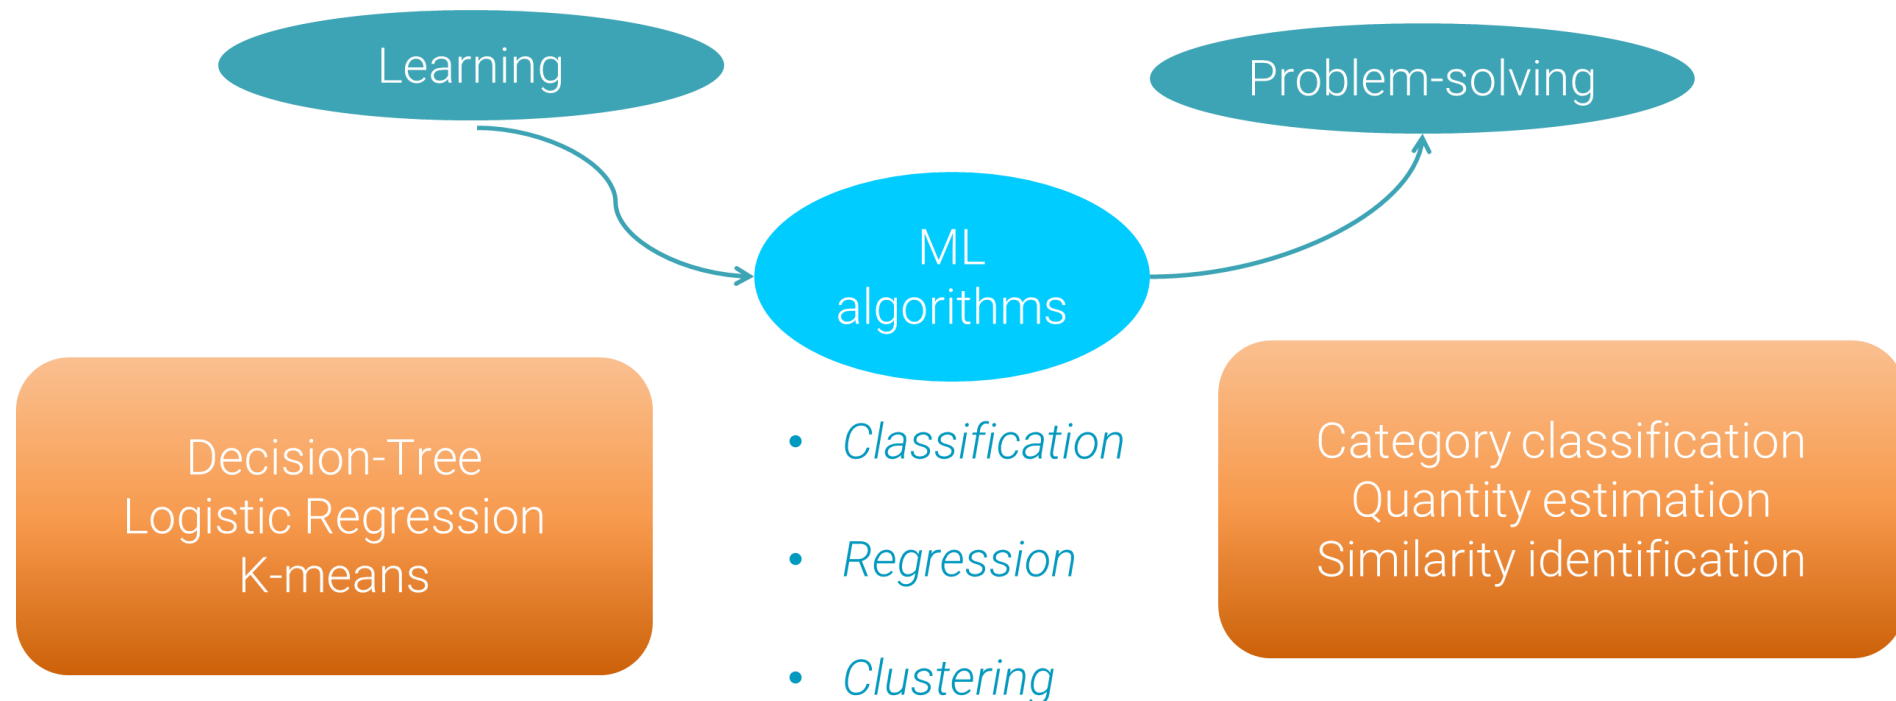 Learning
Problem-solving
ML
algorithms
Decision-Tree
Logistic Regression
K-means
• Classification
• Regression
• Clustering
Category classification
Quantity estimation
Similarity identification